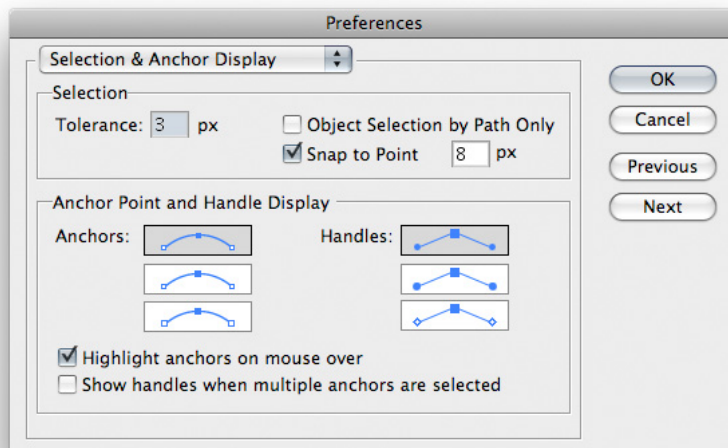 Preferences
Selection & Anchor Display
OK
Selection
Tolerance: 3 px
Object Selection by Path Only
Cancel
Snap to Point 8 px
Previous
Anchor Point and Handle Display
Next
Anchors:
Handles:
Highlight anchors on mouse over
Show handles when multiple anchors are selected